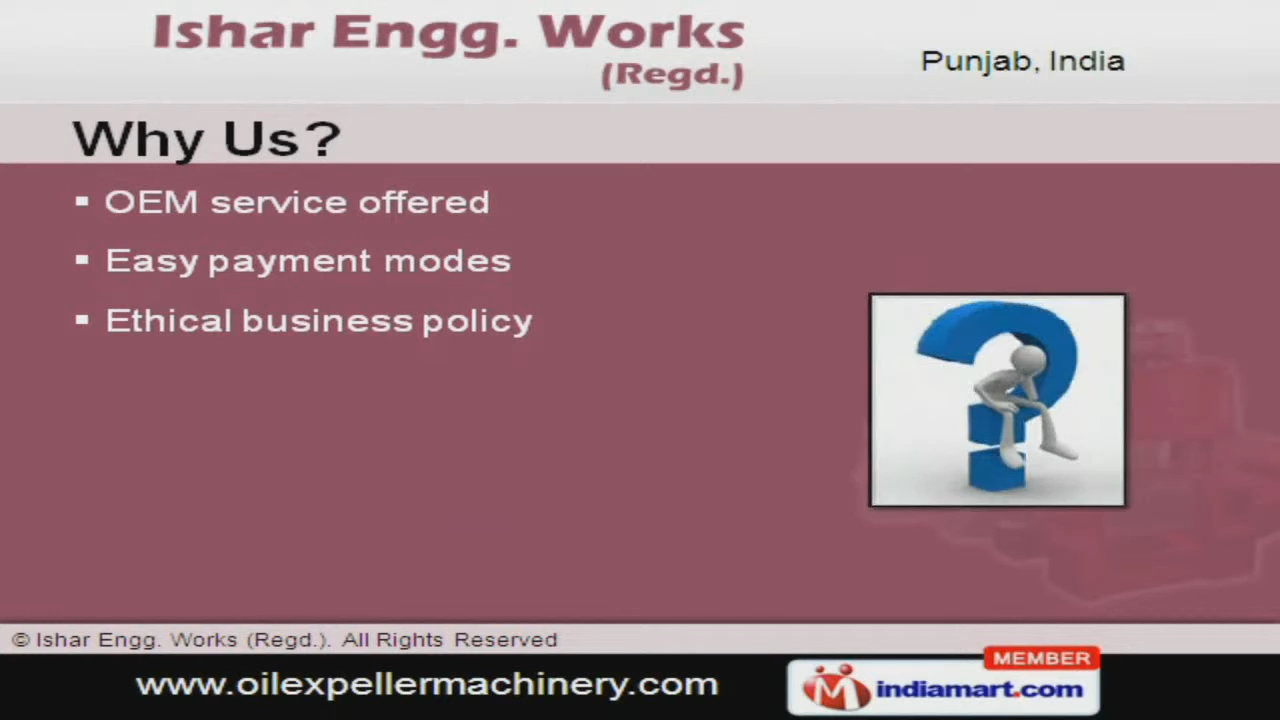 Ishar Engg. Works
(Regd.)
Punjab, India
Why Us?
▪ OEM service offered
▪ Easy payment modes
▪ Ethical business policy
© Ishar Engg. Works (Regd.). All Rights Reserved
www.oilexpellermachinery.com
MEMBER
indiamart.com